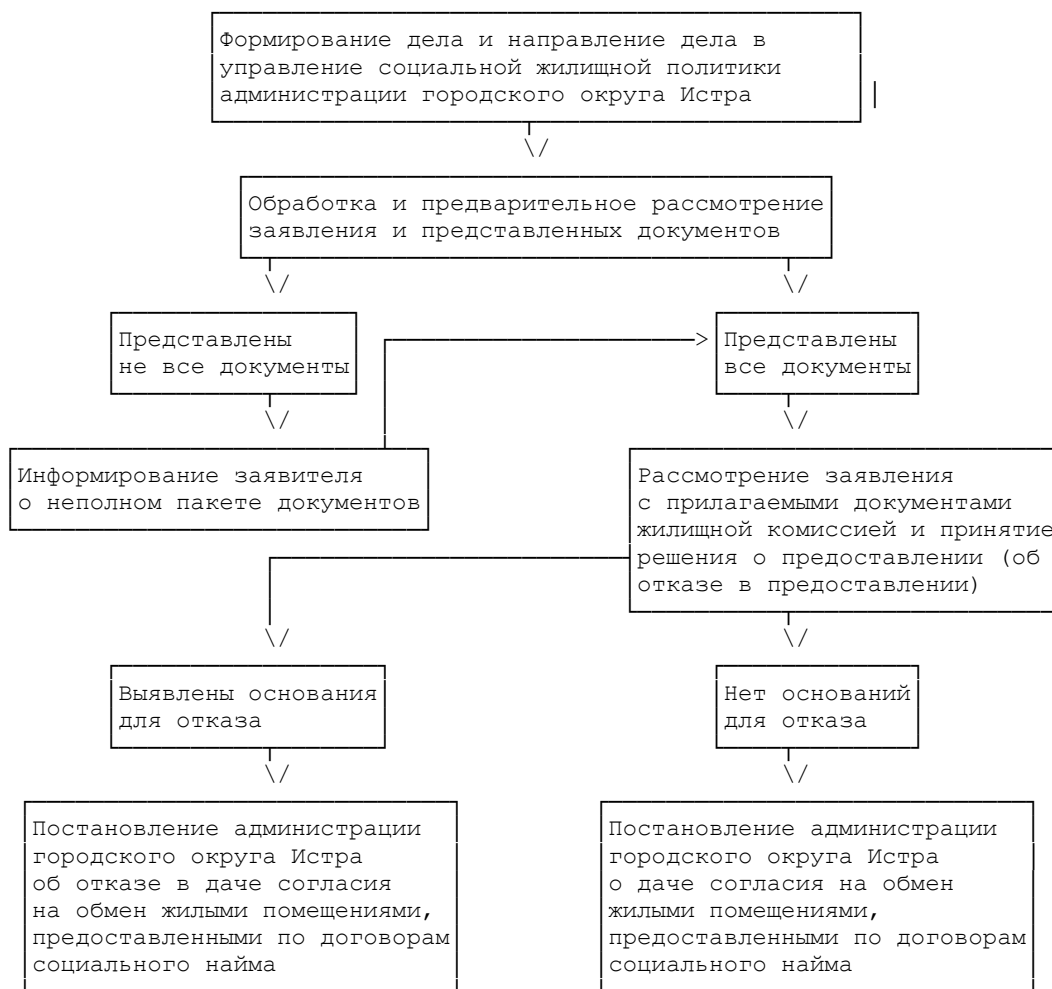 Формирование дела и направление дела в
управление социальной жилищной политики
администрации городского округа Истра
Обработка и предварительное рассмотрение
заявления и представленных документов
Представлены
не все документы
Представлены
все документы
Информирование заявителя
о неполном пакете документов
Рассмотрение заявления
с прилагаемыми документами
жилищной комиссией и принятие
решения о предоставлении (об
отказе в предоставлении)
Выявлены основания
для отказа
Нет оснований
для отказа
Постановление администрации
городского округа Истра
об отказе в даче согласия
на обмен жилыми помещениями,
предоставленными по договорам
социального найма
Постановление администрации
городского округа Истра
о даче согласия на обмен
жилыми помещениями,
предоставленными по договорам
социального найма